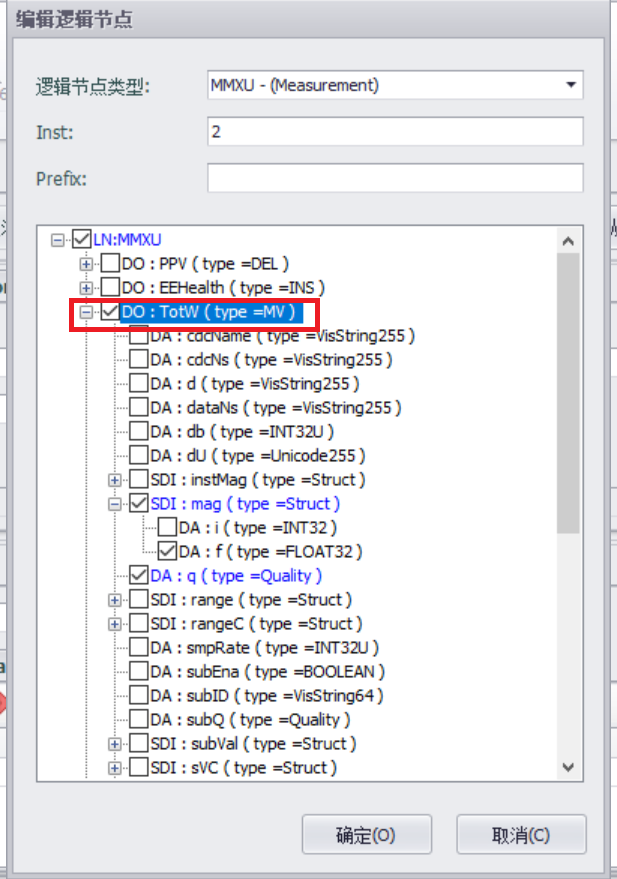 编辑逻辑节点
逻辑节点类型: MMXU - (Measurement)
Inst: 2
Prefix:
LN:MMXU
DO : PPV ( type =DEL )
DO : EEHealth ( type =INS )
DO : TotW ( type =MV )
DA : cdcName ( type =VisString255 )
DA : cdcNs ( type =VisString255 )
DA : d ( type =VisString255 )
DA : dataNs ( type =VisString255 )
DA : db ( type =INT32U )
DA : dU ( type =Unicode255 )
SDI : instMag ( type =Struct )
SDI : mag ( type =Struct )
DA : i ( type =INT32 )
DA : f ( type =FLOAT32 )
DA : q ( type =Quality )
SDI : range ( type =Struct )
SDI : rangeC ( type =Struct )
DA : smpRate ( type =INT32U )
DA : subEna ( type =BOOLEAN )
DA : subID ( type =VisString64 )
DA : subQ ( type =Quality )
SDI : subVal ( type =Struct )
SDI : sVC ( type =Struct )
确定(O) 取消(C)